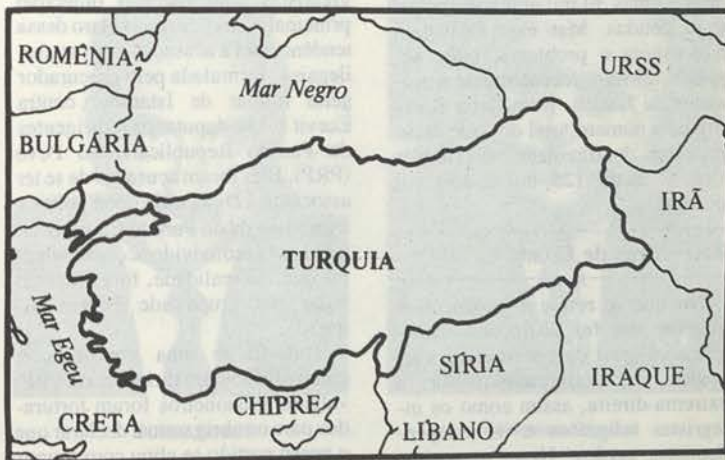 ROMÊNIA
URSS
Mar Negro
BULGÁRIA
IRÃ
TURQUIA
Mar Egeu
SÍRIA
IRAQUE
CHIPRE
CRETA
LÍBANO